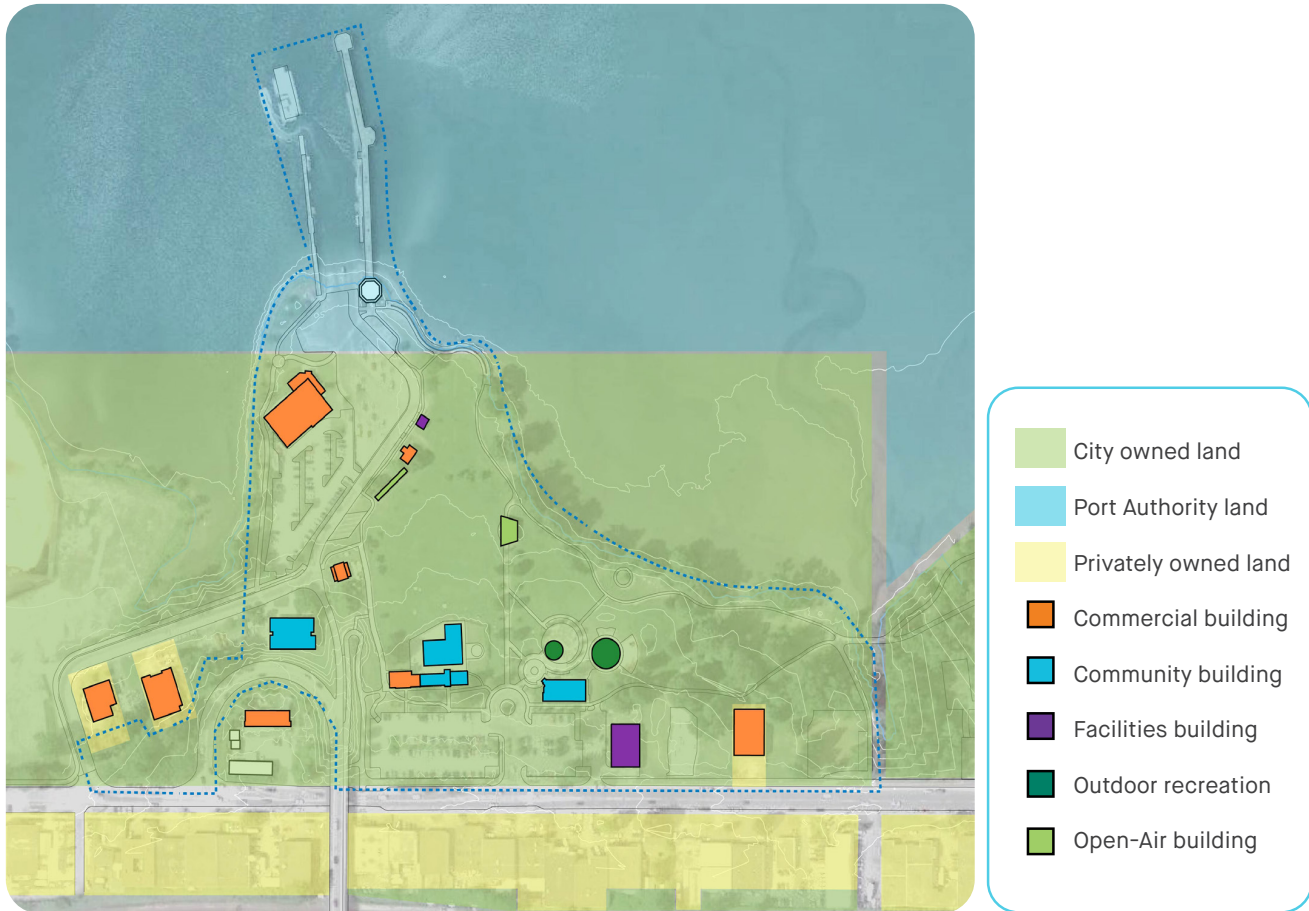 City owned land
Port Authority land
Privately owned land
Commercial building
Community building
Facilities building
Outdoor recreation
Open-Air building